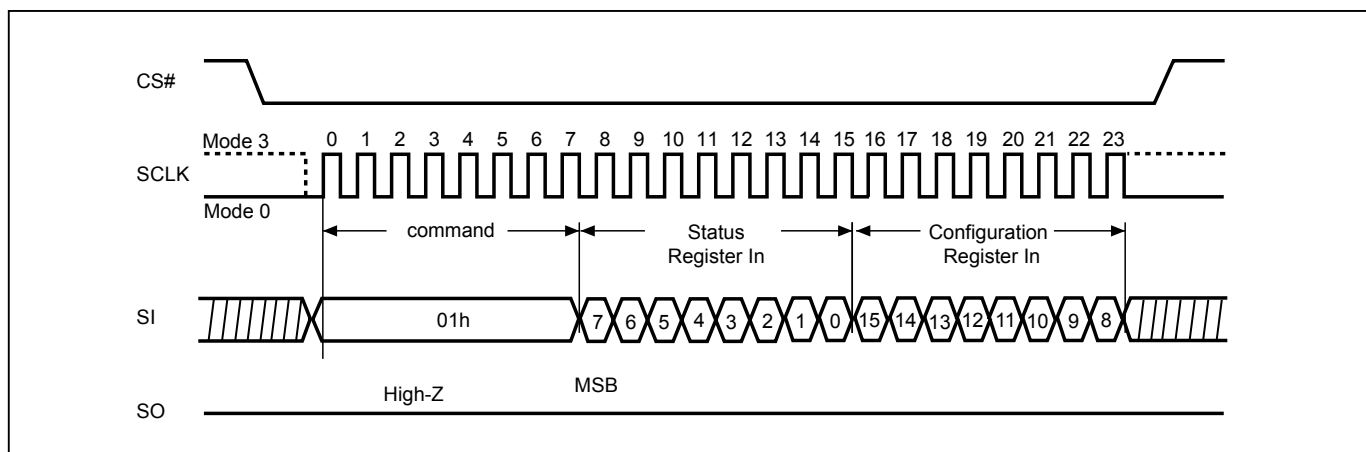 CS#
Mode 3
0 1 2 3 4 5 6 7 8 9 10 11 12 13 14 15 16 17 18 19 20 21 22 23
SCLK
Mode 0
command
Status
Register In
Configuration
Register In
SI
01h
7 6 5 4 3 2 1 0 15 14 13 12 11 10 9 8
High-Z
MSB
SO